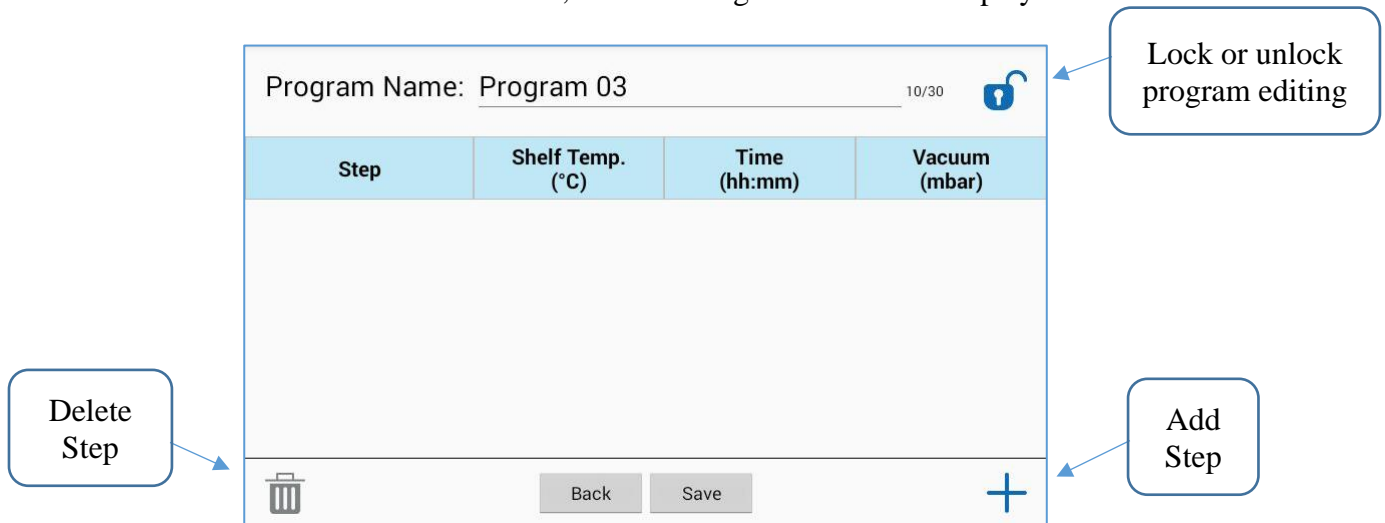 Lock or unlock
program editing
Program Name: Program 03 10/30
Step Shelf Temp. (°C) Time (hh:mm) Vacuum (mbar)
Delete
Step
Add
Step
Back Save